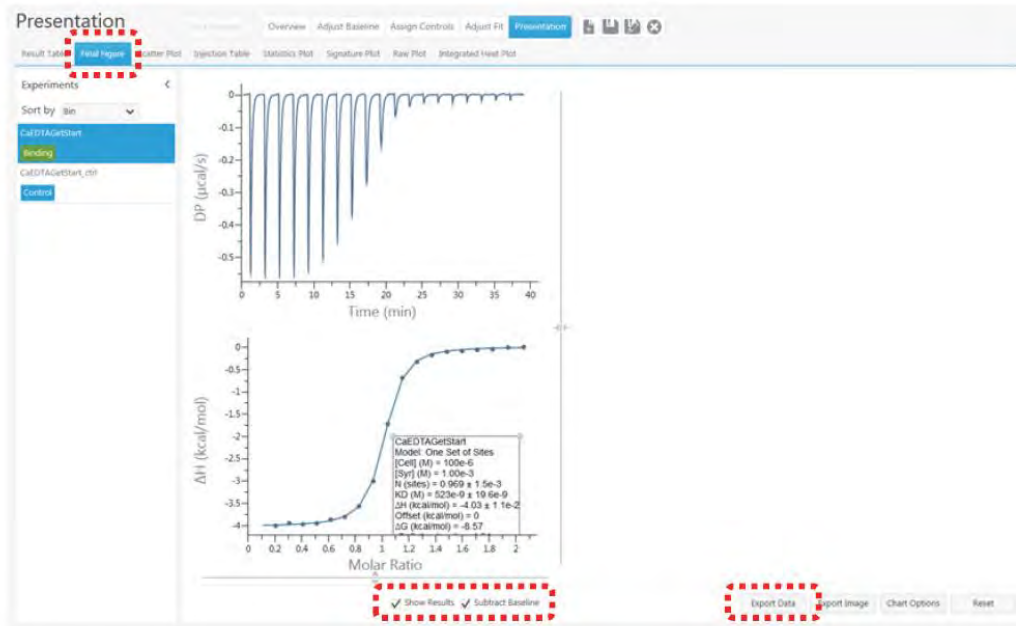 Presentation
Overview Adjust Baseline Assign Controls Adjust Fit Presentation
Result Table Final Figure Scatter Plot Injection Table Statistics Plot Signature Plot Raw Plot Integrated Heat Plot
Experiments
Sort by Bin
CaEDTAGetStart
Binding
CaEDTAGetStart_ctrl
Control
0
-0.1
-0.2
-0.3
-0.4
-0.5
DP (µcal/s)
0 5 10 15 20 25 30 35 40
Time (min)
0
-0.5
-1
-1.5
-2
-2.5
-3
-3.5
-4
ΔH (kcal/mol)
CaEDTAGetStart
Model: One Set of Sites
[Cell] (M) = 100e-6
[Syr] (M) = 1.00e-3
N (sites) = 0.969 ± 1.5e-3
KD (M) = 523e-9 ± 19.6e-9
ΔH (kcal/mol) = -4.03 ± 1.1e-2
Offset (kcal/mol) = 0
ΔG (kcal/mol) = -8.57
0 0.2 0.4 0.6 0.8 1 1.2 1.4 1.6 1.8 2
Molar Ratio
Show Results Subtract Baseline
Export Data Export Image Chart Options Reset